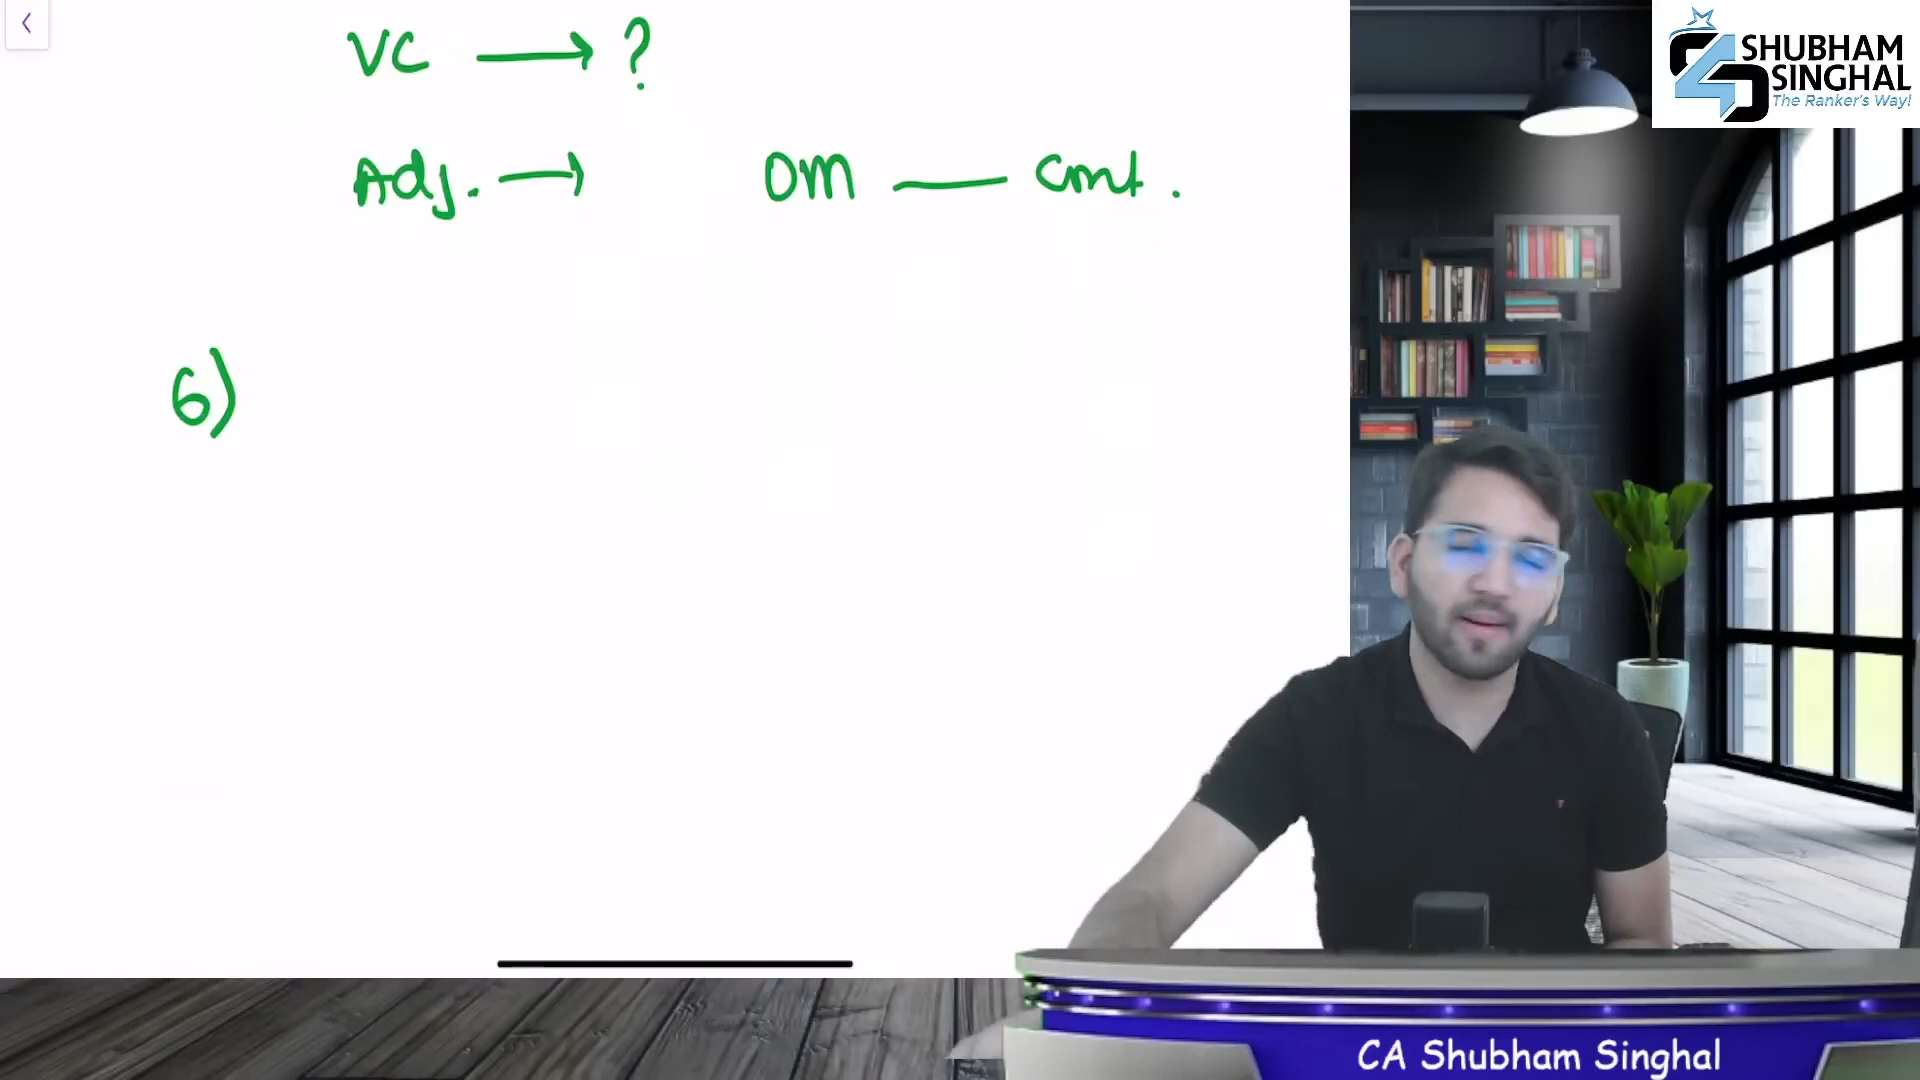 VC → ?
Adj. → OM — Cmt.
6)
SHUBHAM
SINGHAL
The Ranker's Way!
CA Shubham Singhal